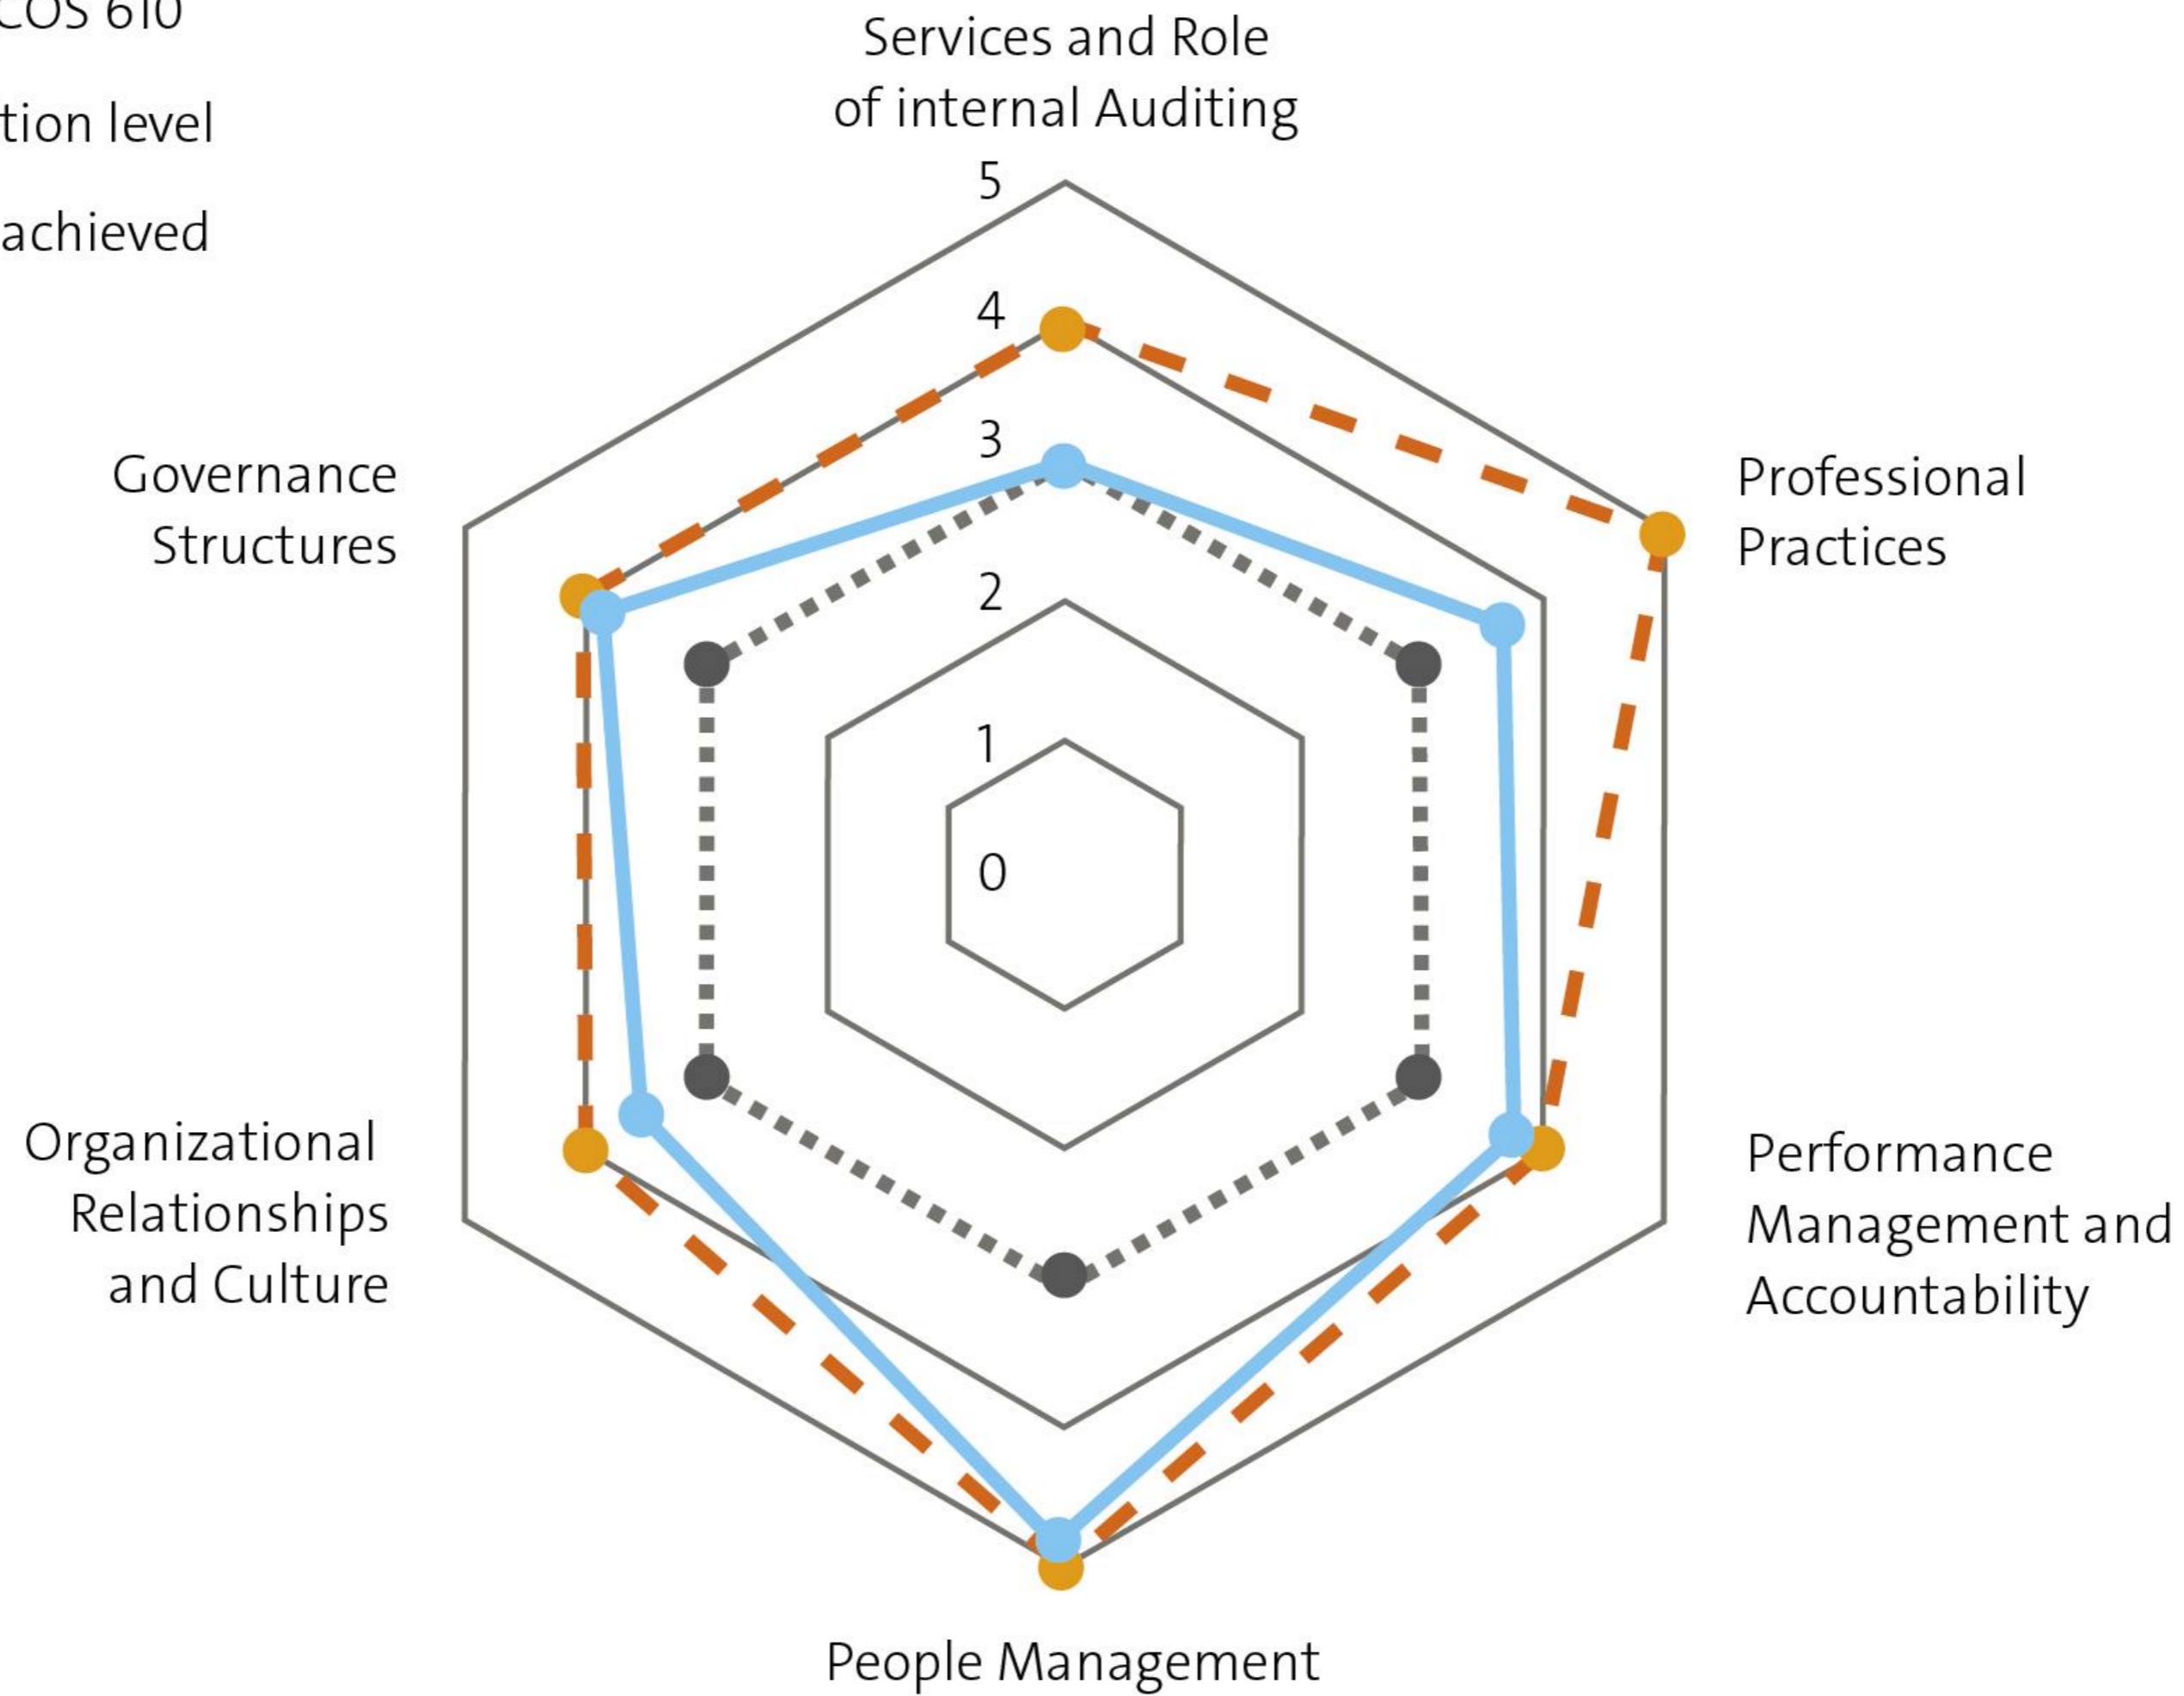 610
level
achieved
Services and Role
of internal Auditing
5
4
3
2
1
0
Governance
Structures
Professional
Practices
Organizational
Relationships
and Culture
Performance
Management and
Accountability
People Management